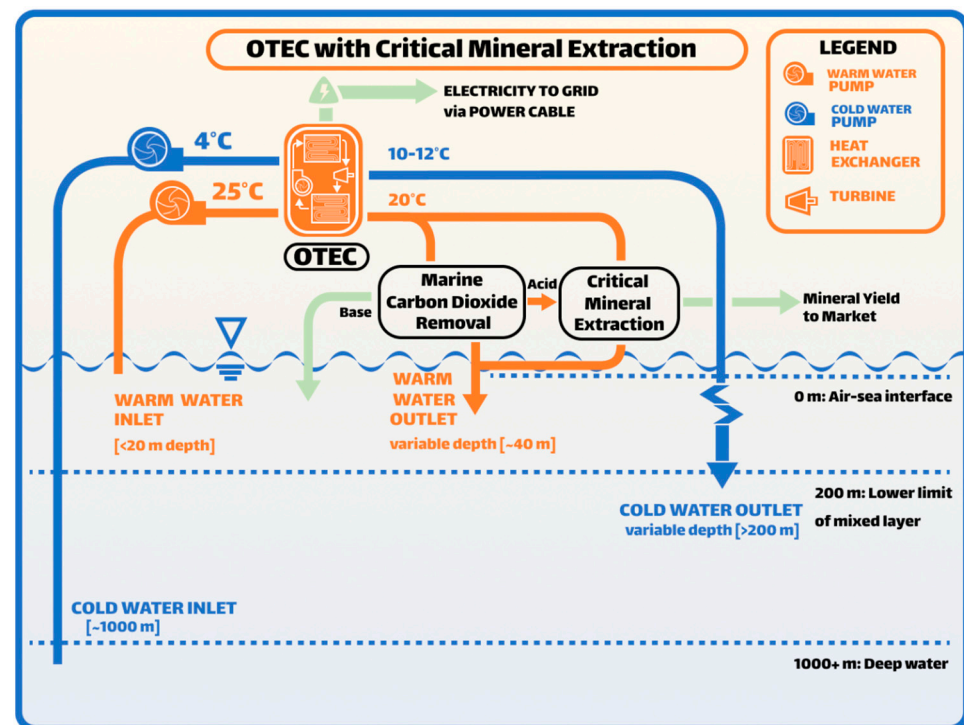 OTEC with Critical Mineral Extraction
LEGEND
WARM WATER
PUMP
COLD WATER
PUMP
HEAT
EXCHANGER
TURBINE
ELECTRICITY TO GRID
via POWER CABLE
4°C
10-12°C
25°C
20°C
OTEC
Marine
Carbon Dioxide
Removal
Acid
Critical
Mineral
Extraction
Base
Mineral Yield
to Market
WARM WATER
INLET
[<20 m depth]
WARM
WATER
OUTLET
variable depth [~40 m]
0 m: Air-sea interface
COLD WATER OUTLET
variable depth [>200 m]
200 m: Lower limit
of mixed layer
COLD WATER INLET
[~1000 m]
1000+ m: Deep water